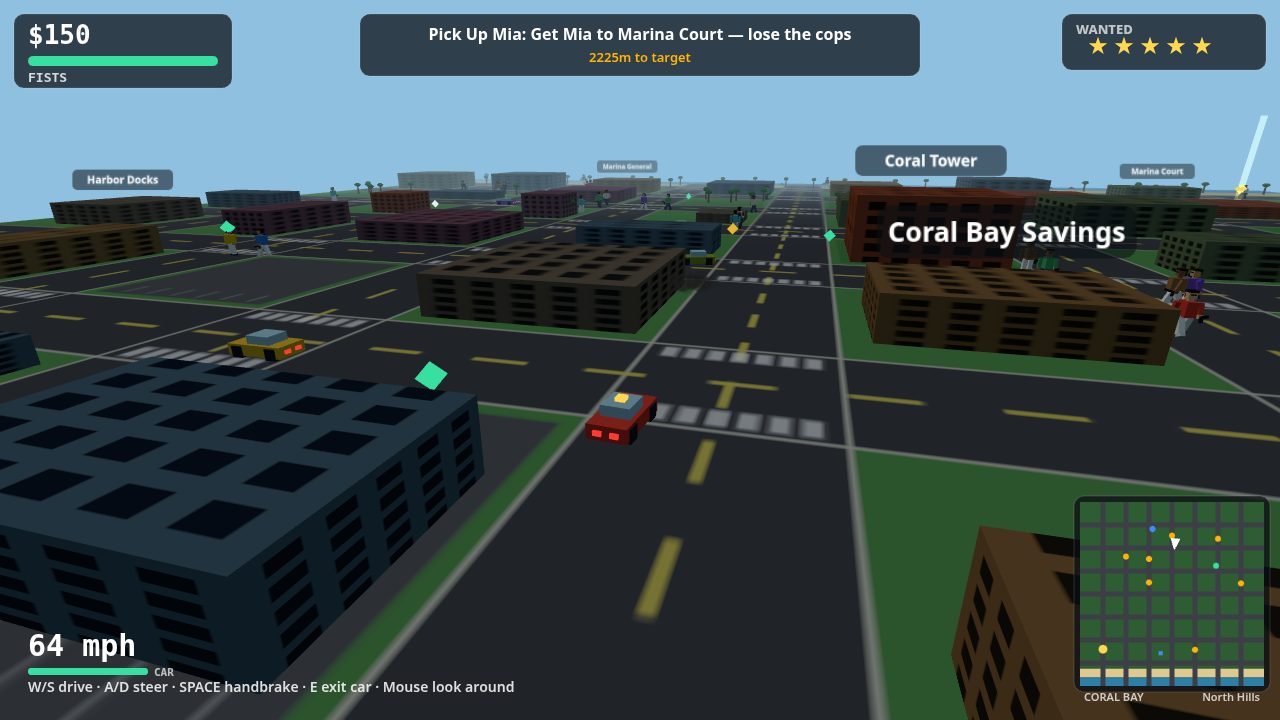 $150
FISTS
Pick Up Mia: Get Mia to Marina Court — lose the cops
2225m to target
WANTED
Harbor Docks
Marina General
Coral Tower
Marina Court
Coral Bay Savings
64 mph
CAR
W/S drive · A/D steer · SPACE handbrake · E exit car · Mouse look around
CORAL BAY
North Hills